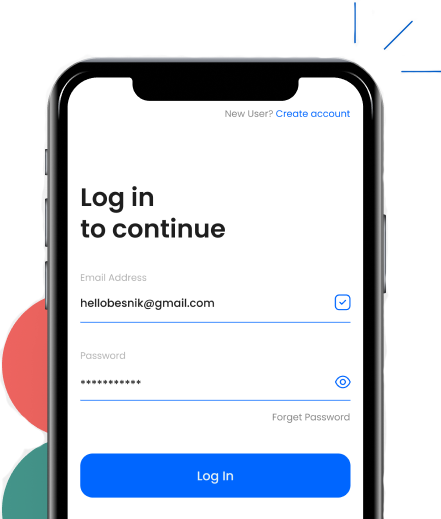 New User? Create account
Log in
to continue
Email Address
hellobesnik@gmail.com
Password
***********
Forget Password
Log In